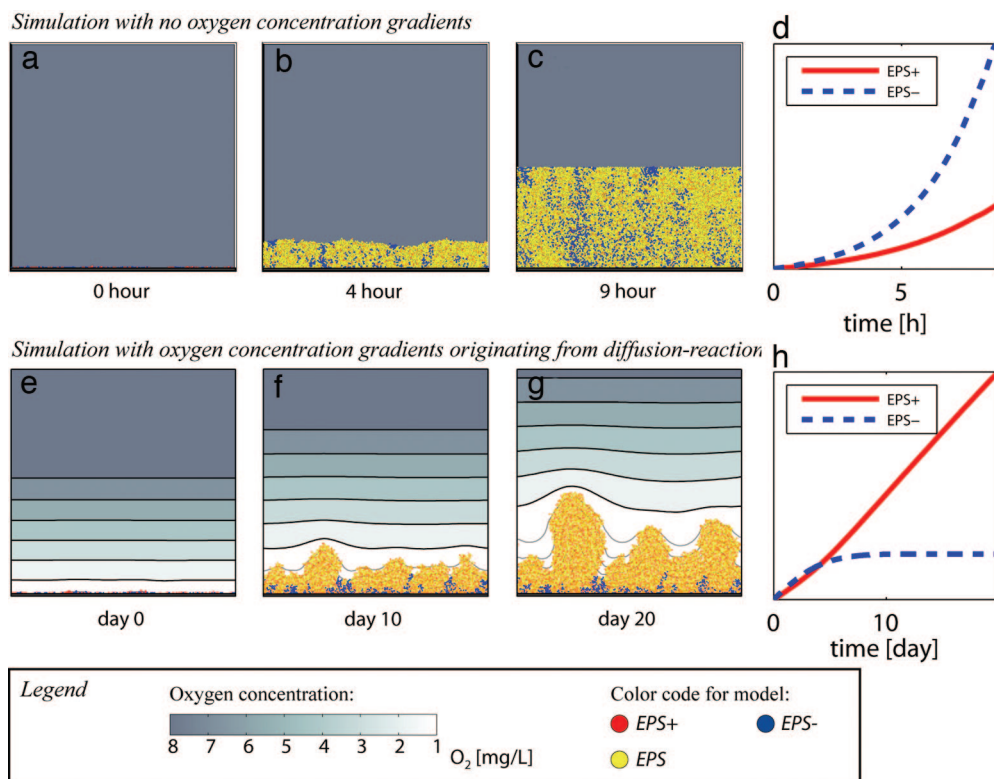 Simulation with no oxygen concentration gradients
a
b
c
d
EPS+
EPS−
0 hour
4 hour
9 hour
0
5
time [h]
Simulation with oxygen concentration gradients originating from diffusion-reaction
e
f
g
h
EPS+
EPS−
day 0
day 10
day 20
0
10
time [day]
Legend
Oxygen concentration:
8 7 6 5 4 3 2 1
O2 [mg/L]
Color code for model:
EPS+
EPS-
EPS